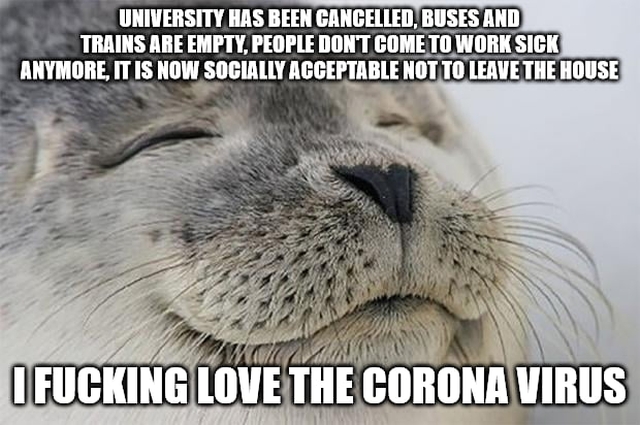 UNIVERSITY HAS BEEN CANCELLED, BUSES AND
TRAINS ARE EMPTY, PEOPLE DON'T COME TO WORK SICK
ANYMORE, IT IS NOW SOCIALLY ACCEPTABLE NOT TO LEAVE THE HOUSE
I FUCKING LOVE THE CORONA VIRUS